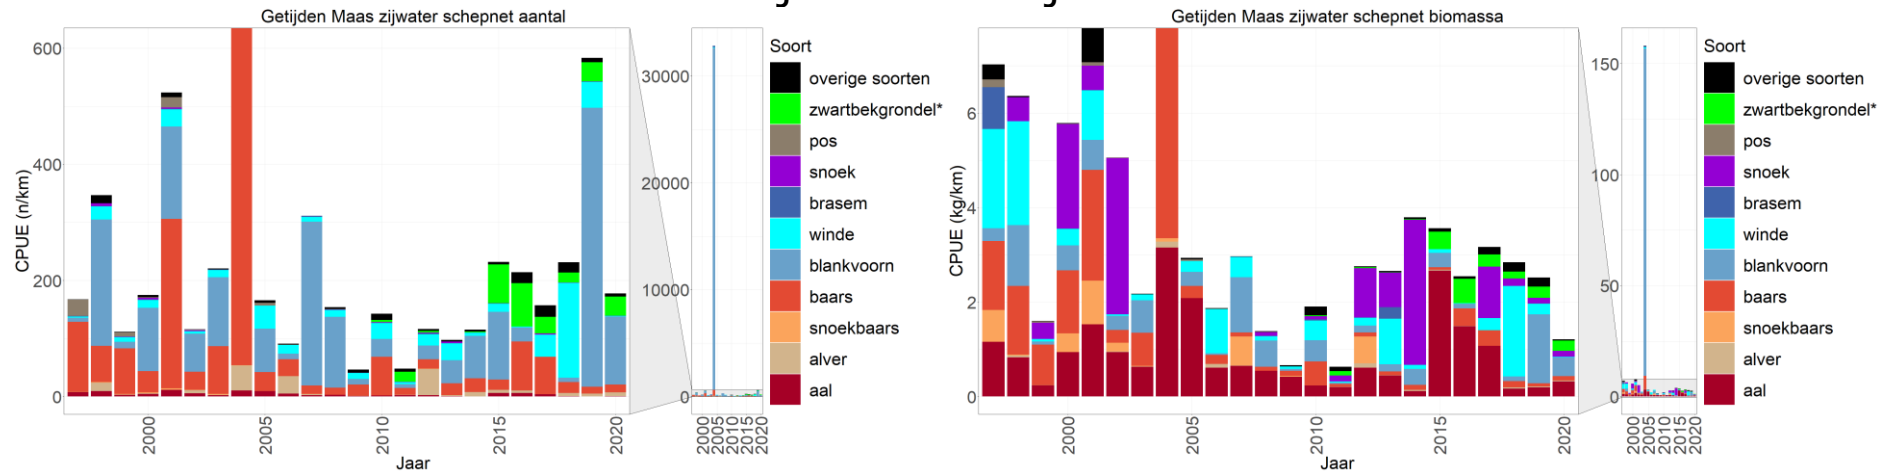 Getijden Maas zijwater schepnet aantal
CPUE (n/km)
600
400
200
0
2000
2005
2010
2015
2020
Jaar
30000
20000
10000
0
2000
2005
2010
2015
2020
Soort
overige soorten
zwartbekgrondel*
pos
snoek
brasem
winde
blankvoorn
baars
snoekbaars
alver
aal
Getijden Maas zijwater schepnet biomassa
CPUE (kg/km)
6
4
2
0
2000
2005
2010
2015
2020
Jaar
150
100
50
0
2000
2005
2010
2015
2020
Soort
overige soorten
zwartbekgrondel*
pos
snoek
brasem
winde
blankvoorn
baars
snoekbaars
alver
aal